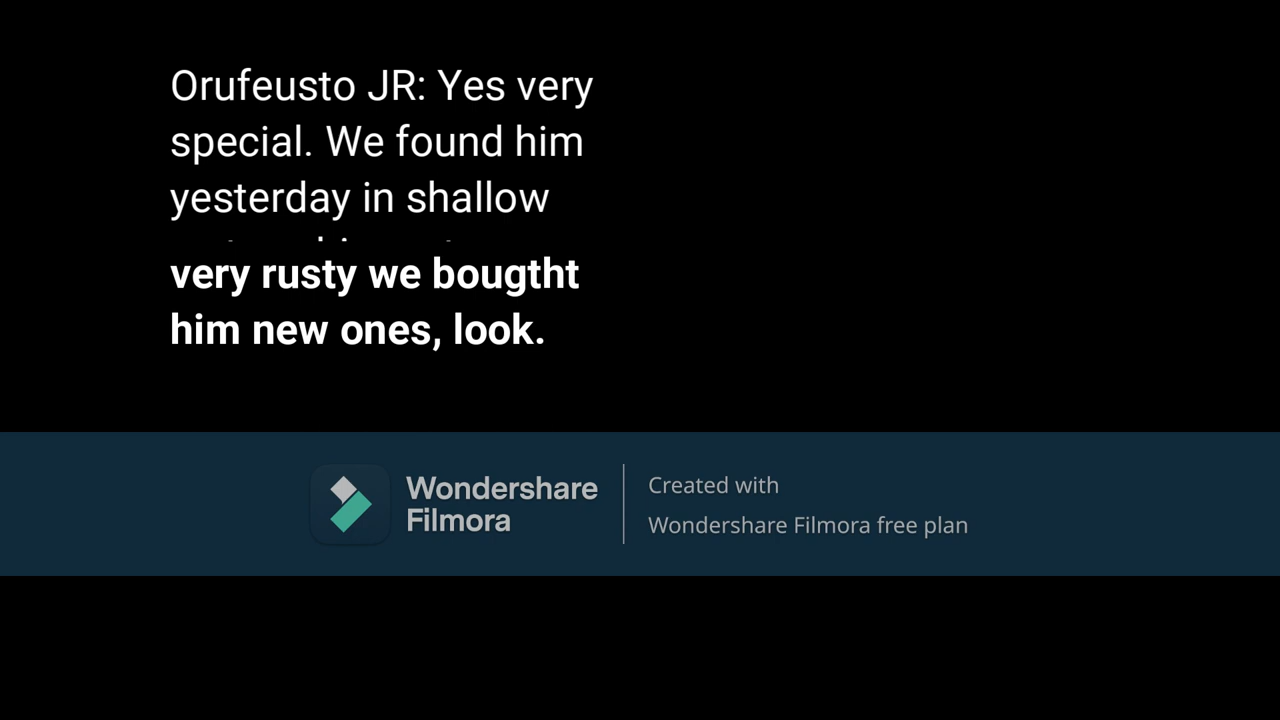 Orufeusto JR: Yes very
special. We found him
yesterday in shallow
very rusty we bougtht
him new ones, look.
Wondershare
Filmora
Created with
Wondershare Filmora free plan